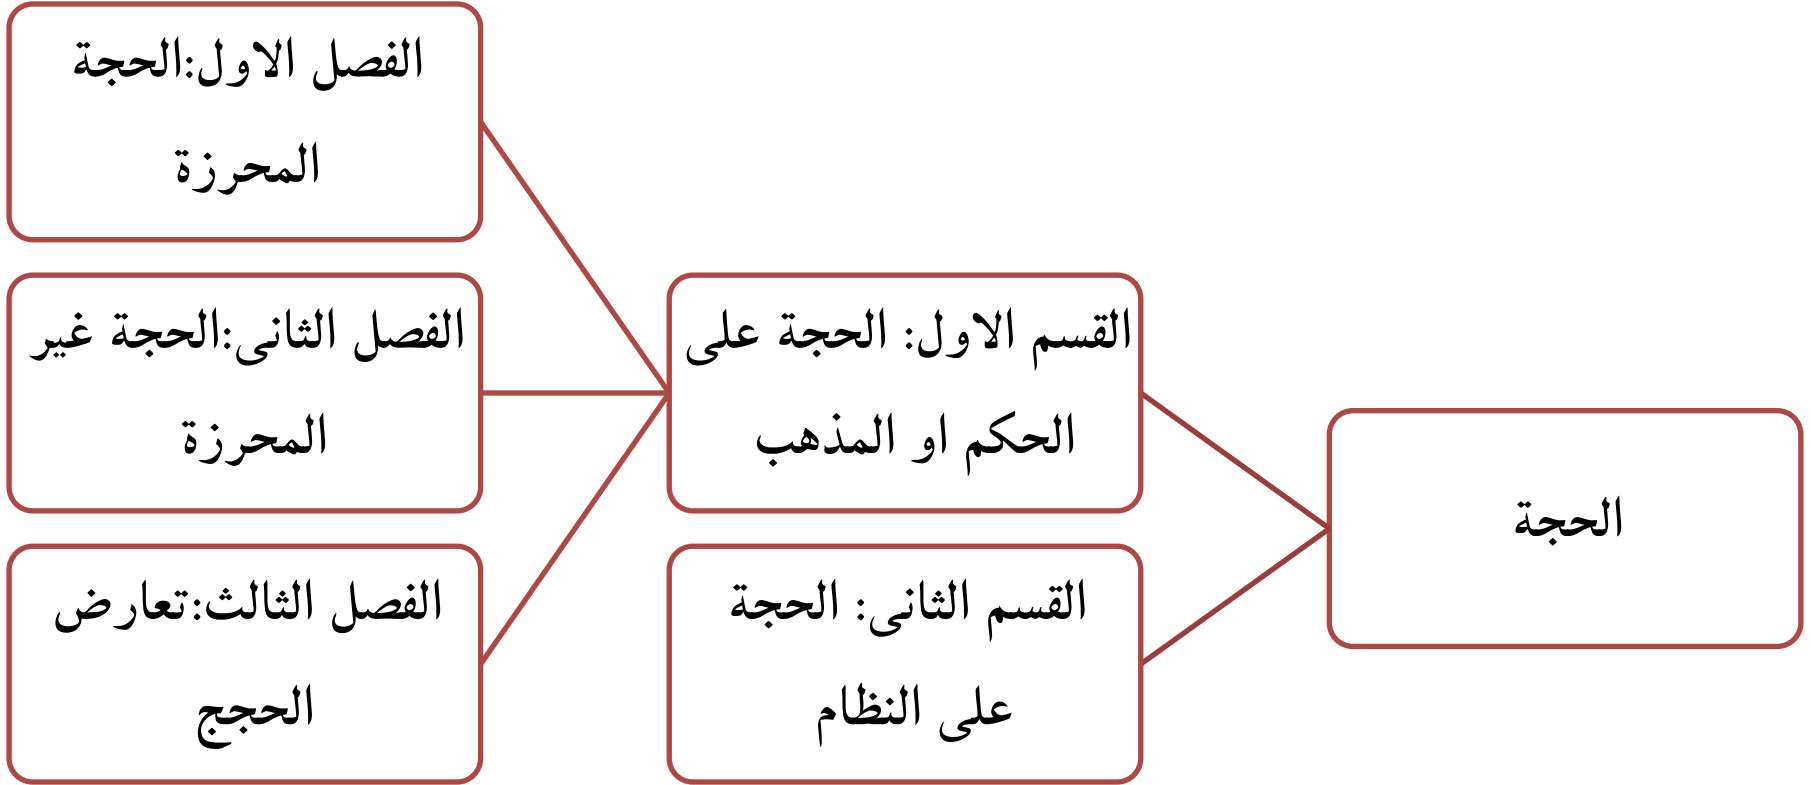 الحجة
القسم الاول: الحجة على
الحكم او المذهب
الفصل الاول:الحجة
المحرزة
الفصل الثانى:الحجة غير
المحرزة
الفصل الثالث:تعارض
الحجج
القسم الثانى: الحجة
على النظام